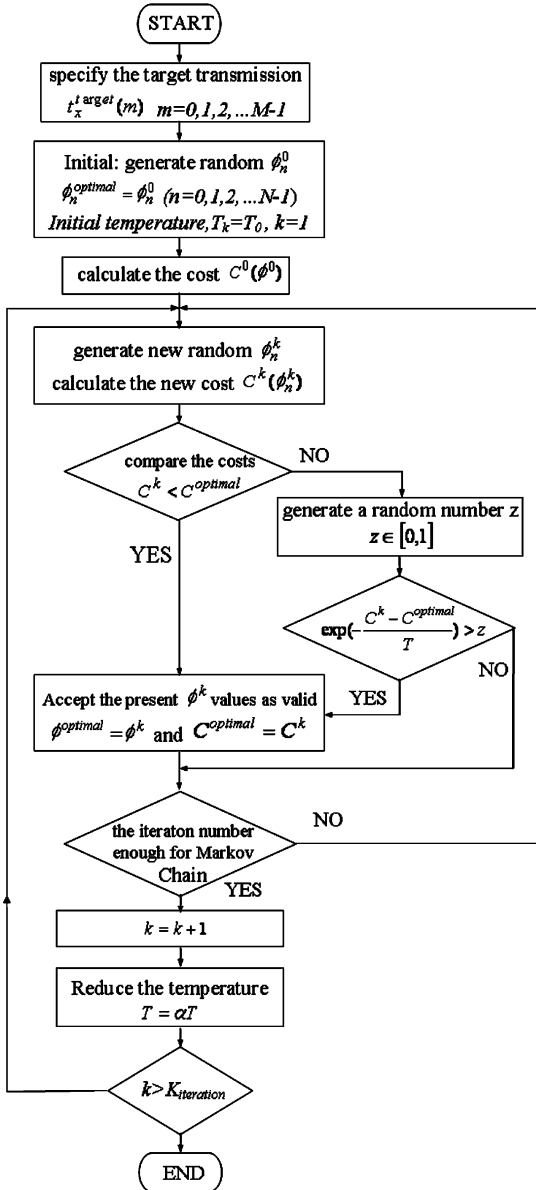 START
specify the target transmission
t_x^{target}(m) m=0,1,2, ...M-1
Initial: generate random ϕ_n^0
ϕ_n^{optimal} = ϕ_n^0 (n=0,1,2, ...N-1)
Initial temperature, T_k=T_0, k=1
calculate the cost C^0(ϕ^0)
generate new random ϕ_n^k
calculate the new cost C^k(ϕ_n^k)
compare the costs
C^k < C^{optimal}
NO
YES
generate a random number z
z ∈ [0,1]
exp(-\frac{C^k - C^{optimal}}{T}) > z
NO
YES
Accept the present ϕ^k values as valid
ϕ^{optimal} = ϕ^k and C^{optimal} = C^k
the iteraton number
enough for Markov
Chain
NO
YES
k = k+1
Reduce the temperature
T = αT
k> K_{iteration}
END